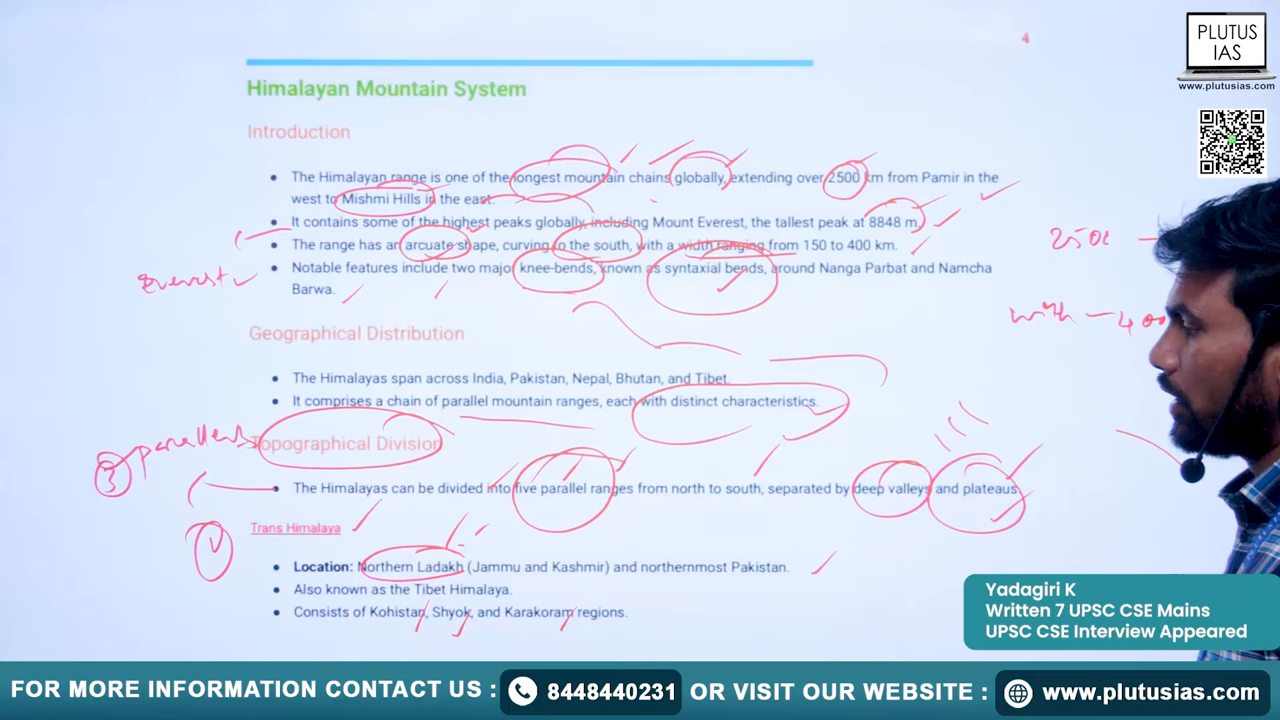 4
PLUTUS
IAS
www.plutusias.com
Himalayan Mountain System
Introduction
• The Himalayan range is one of the longest mountain chains globally, extending over 2500 km from Pamir in the
west to Mishmi Hills in the east.
• It contains some of the highest peaks globally, including Mount Everest, the tallest peak at 8848 m.
• The range has an arcuate shape, curving to the south, with a width ranging from 150 to 400 km.
• Notable features include two major knee-bends, known as syntaxial bends, around Nanga Parbat and Namcha
Barwa.
Everest
with - 400
Geographical Distribution
• The Himalayas span across India, Pakistan, Nepal, Bhutan, and Tibet.
• It comprises a chain of parallel mountain ranges, each with distinct characteristics.
3 parallel
Topographical Division
• The Himalayas can be divided into five parallel ranges from north to south, separated by deep valleys and plateaus.
Trans Himalaya
• Location: Northern Ladakh (Jammu and Kashmir) and northernmost Pakistan.
• Also known as the Tibet Himalaya.
• Consists of Kohistan, Shyok, and Karakoram regions.
Yadagiri K
Written 7 UPSC CSE Mains
UPSC CSE Interview Appeared
FOR MORE INFORMATION CONTACT US : 8448440231 OR VISIT OUR WEBSITE : www.plutusias.com